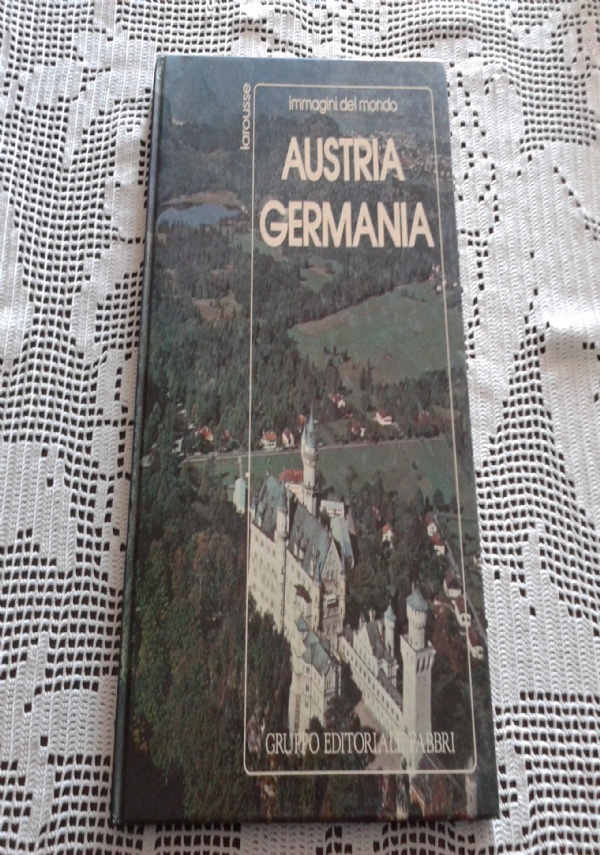 larousse
immagini del mondo
AUSTRIA
GERMANIA
GRUPPO EDITORIALE FABBRI